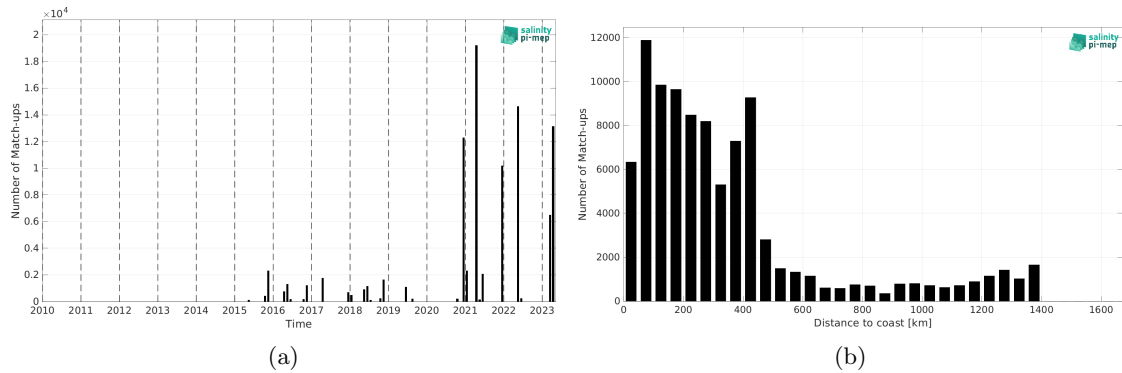 ×10⁴
2
1.8
1.6
1.4
1.2
1
0.8
0.6
0.4
0.2
0
Number of Match-ups
2010 2011 2012 2013 2014 2015 2016 2017 2018 2019 2020 2021 2022 2023
Time
salinity
pi-mep
(a)
12000
10000
8000
6000
4000
2000
0
Number of Match-ups
0 200 400 600 800 1000 1200 1400 1600
Distance to coast [km]
salinity
pi-mep
(b)